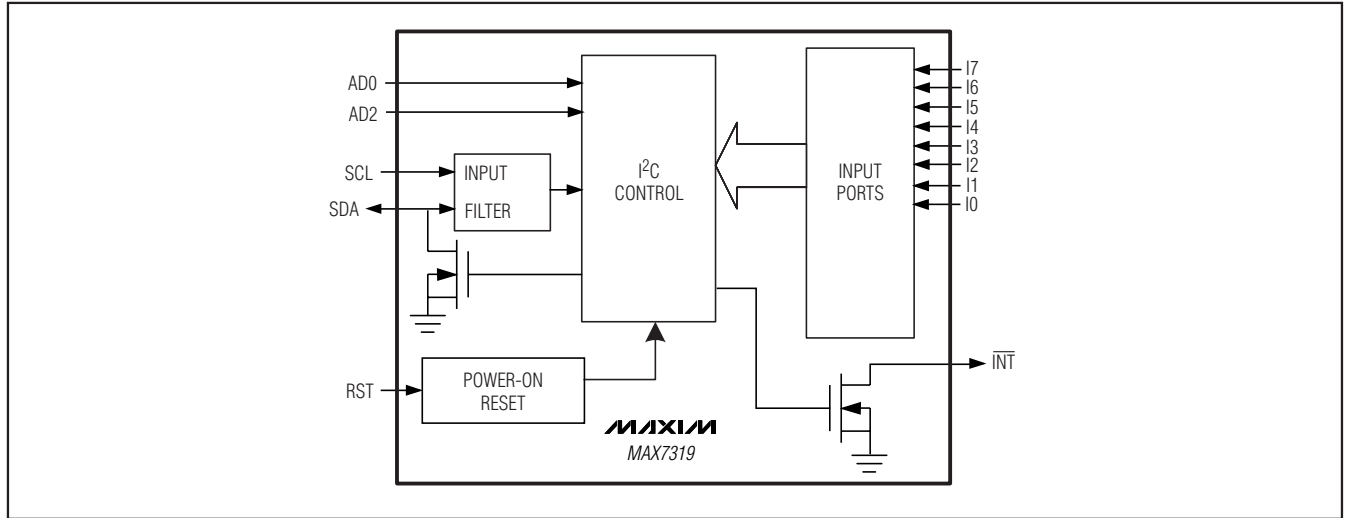 AD0
AD2
SCL
SDA
RST
INPUT
FILTER
I²C
CONTROL
POWER-ON
RESET
INPUT
PORTS
I7
I6
I5
I4
I3
I2
I1
I0
INT
MAXIM
MAX7319